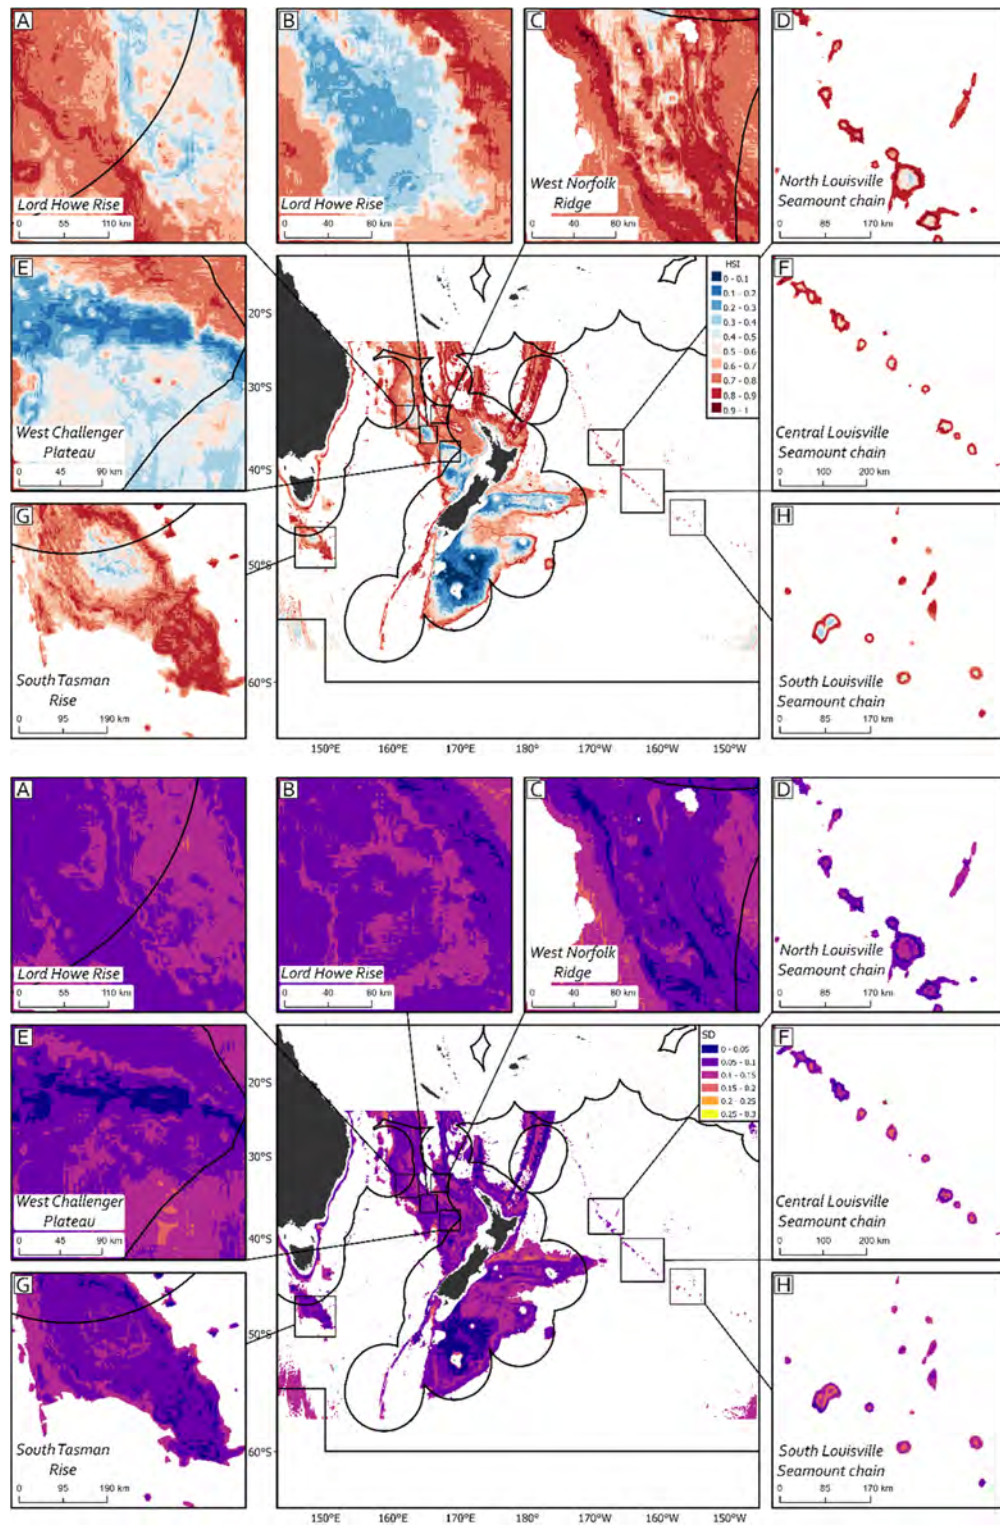 A
Lord Howe Rise
0 55 110 km
B
Lord Howe Rise
0 40 80 km
C
West Norfolk
Ridge
0 40 80 km
D
North Louisville
Seamount chain
0 85 170 km
E
West Challenger
Plateau
0 45 90 km
HSI
0 - 0.1
0.1 - 0.2
0.2 - 0.3
0.3 - 0.4
0.4 - 0.5
0.5 - 0.6
0.6 - 0.7
0.7 - 0.8
0.8 - 0.9
0.9 - 1
20°S
30°S
40°S
50°S
60°S
150°E 160°E 170°E 180° 170°W 160°W 150°W
F
Central Louisville
Seamount chain
0 100 200 km
G
South Tasman
Rise
0 95 190 km
H
South Louisville
Seamount chain
0 85 170 km
A
Lord Howe Rise
0 55 110 km
B
Lord Howe Rise
0 40 80 km
C
West Norfolk
Ridge
0 40 80 km
D
North Louisville
Seamount chain
0 85 170 km
E
West Challenger
Plateau
0 45 90 km
SD
0 - 0.05
0.05 - 0.1
0.1 - 0.15
0.15 - 0.2
0.2 - 0.25
0.25 - 0.3
20°S
30°S
40°S
50°S
60°S
150°E 160°E 170°E 180° 170°W 160°W 150°W
F
Central Louisville
Seamount chain
0 100 200 km
G
South Tasman
Rise
0 95 190 km
H
South Louisville
Seamount chain
0 85 170 km